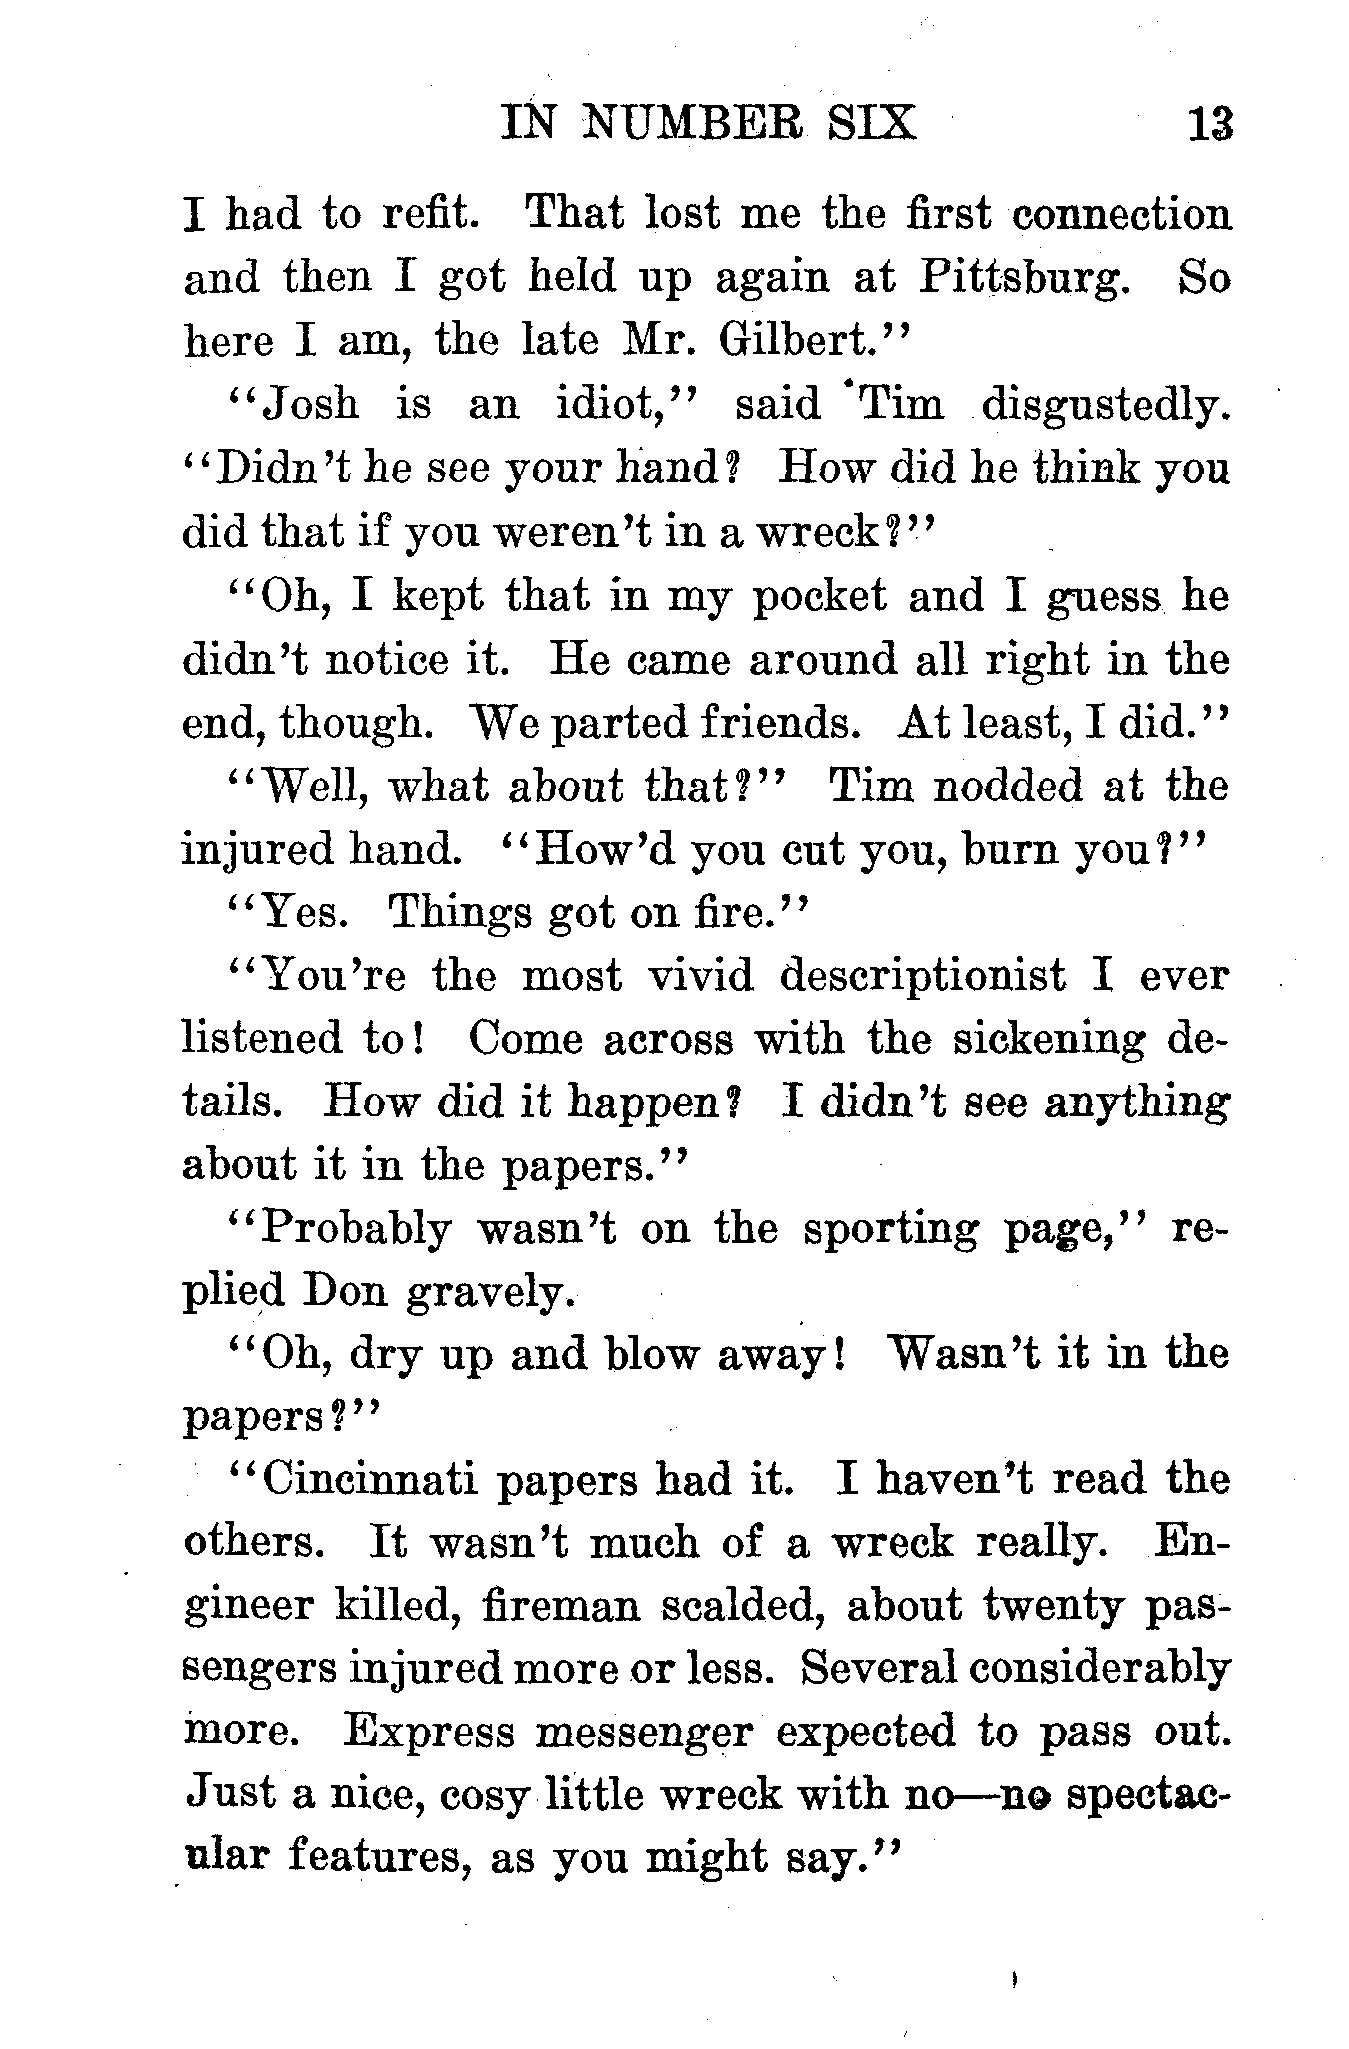 IN NUMBER SIX 13
I had to refit. That lost me the first connection
and then I got held up again at Pittsburg. So
here I am, the late Mr. Gilbert.”
“Josh is an idiot,” said Tim disgustedly.
“Didn’t he see your hand? How did he think you
did that if you weren’t in a wreck?”
“Oh, I kept that in my pocket and I guess he
didn’t notice it. He came around all right in the
end, though. We parted friends. At least, I did.”
“Well, what about that?” Tim nodded at the
injured hand. “How’d you cut you, burn you?”
“Yes. Things got on fire.”
“You’re the most vivid descriptionist I ever
listened to! Come across with the sickening de-
tails. How did it happen? I didn’t see anything
about it in the papers.”
“Probably wasn’t on the sporting page,” re-
plied Don gravely.
“Oh, dry up and blow away! Wasn’t it in the
papers?”
“Cincinnati papers had it. I haven’t read the
others. It wasn’t much of a wreck really. En-
gineer killed, fireman scalded, about twenty pas-
sengers injured more or less. Several considerably
more. Express messenger expected to pass out.
Just a nice, cosy little wreck with no—no spectac-
ular features, as you might say.”